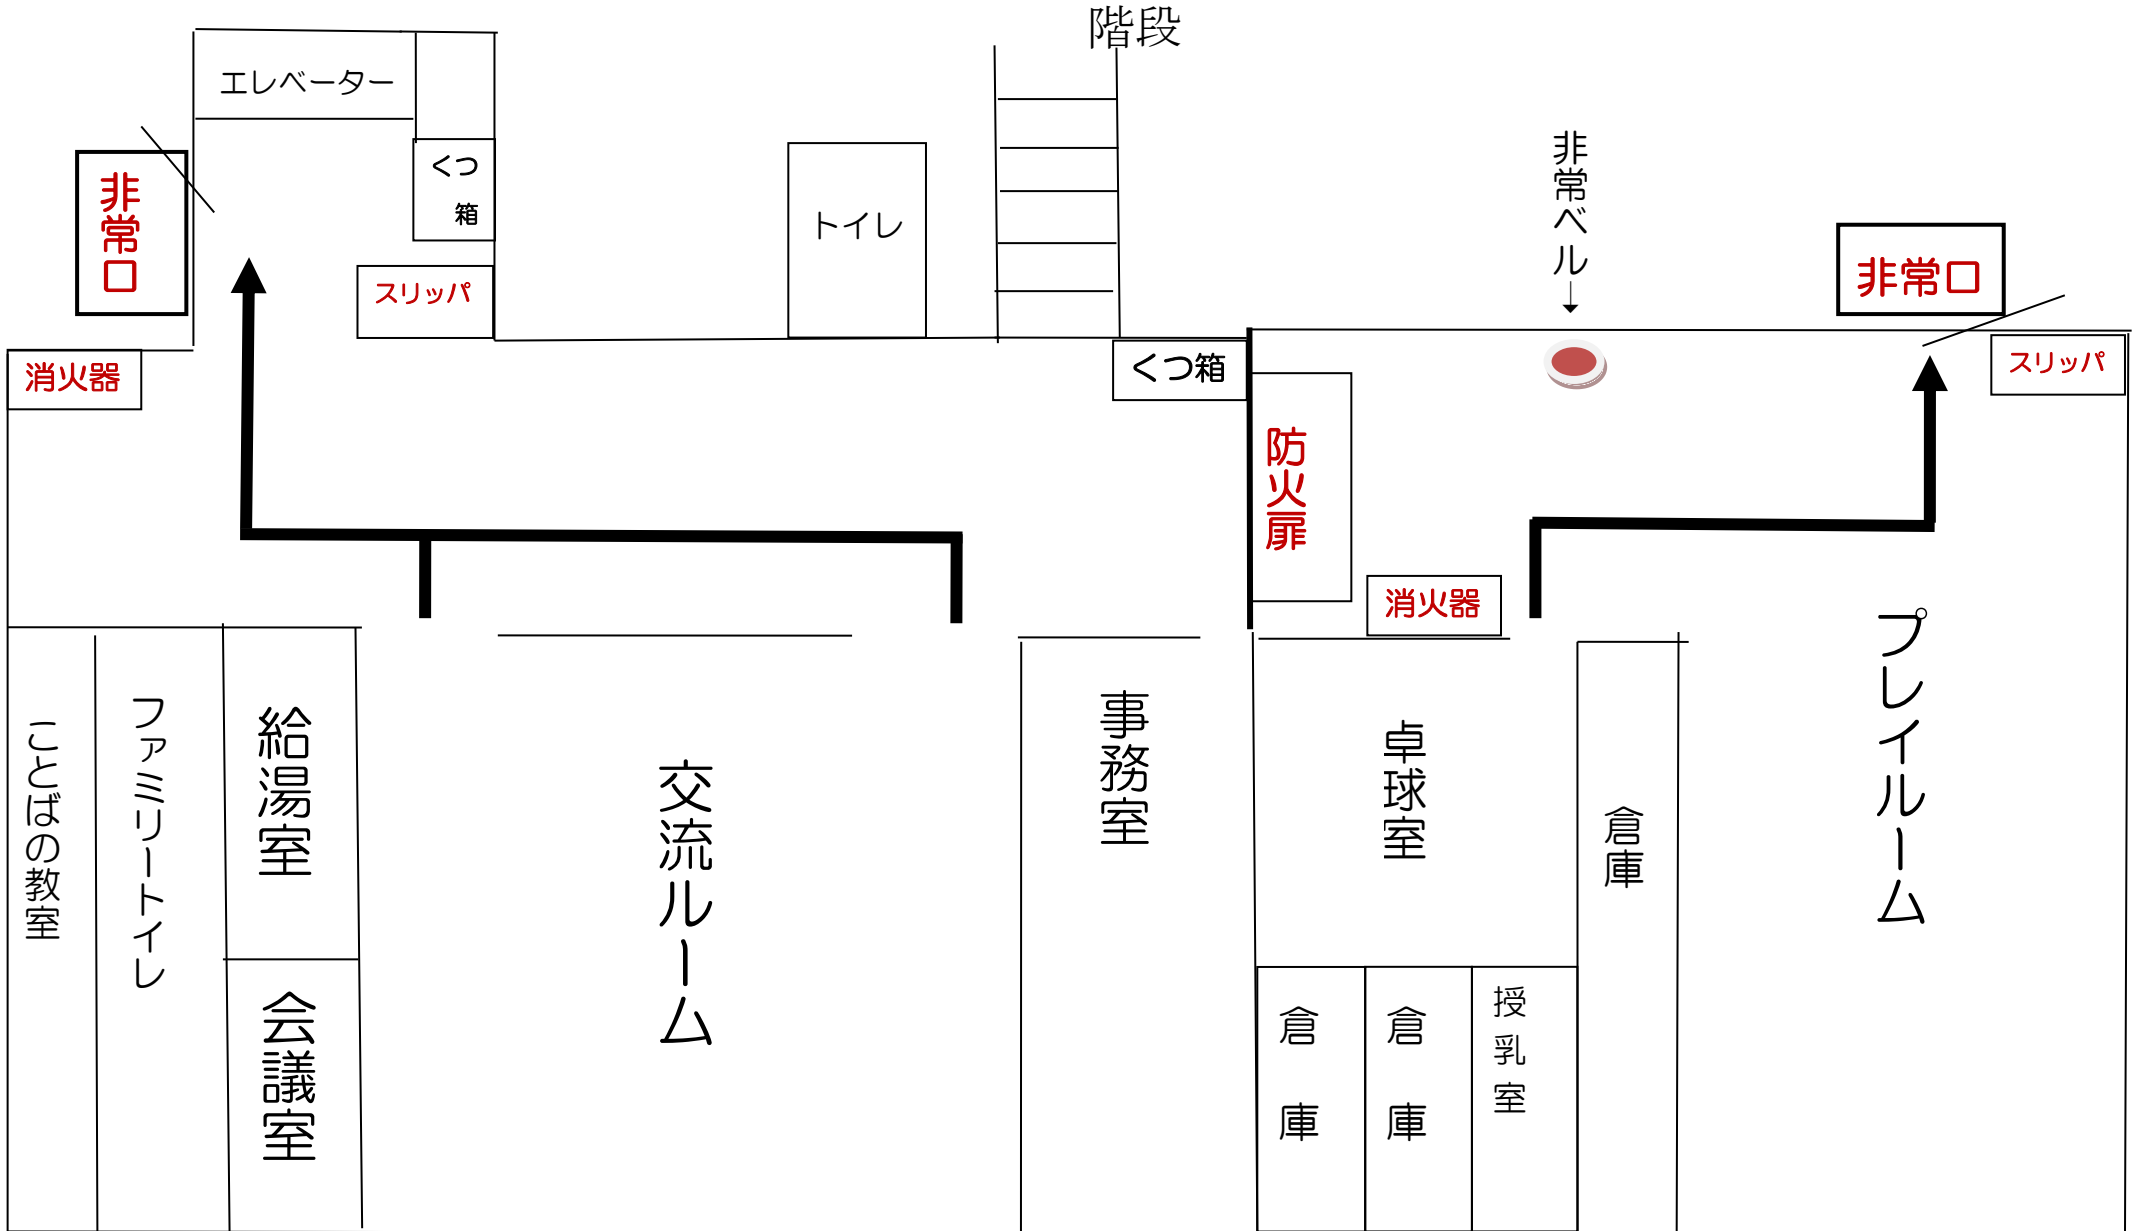 階段
エレベーター
くつ
箱
非常口
スリッパ
トイレ
非常ベル
↓
非常口
消火器
くつ箱
スリッパ
防火扉
消火器
ことばの教室
ファミリートイレ
給湯室
会議室
交流ルーム
事務室
卓球室
倉庫
プレイルーム
倉庫
倉庫
授乳室